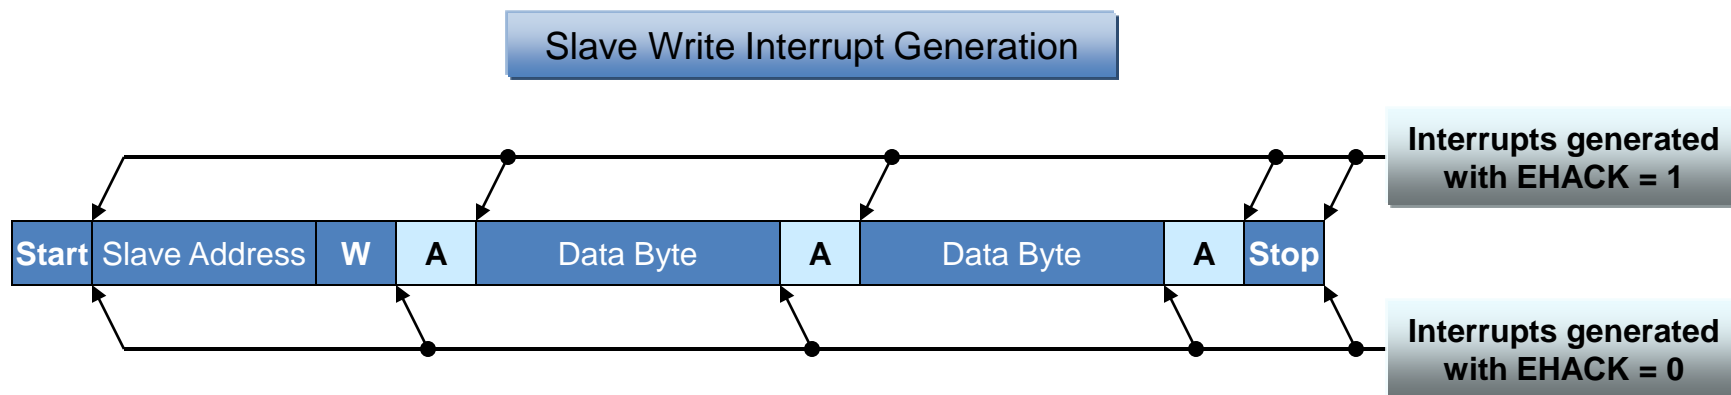 Slave Write Interrupt Generation
Interrupts generated
with EHACK = 1
Start Slave Address W A Data Byte A Data Byte A Stop
Interrupts generated
with EHACK = 0